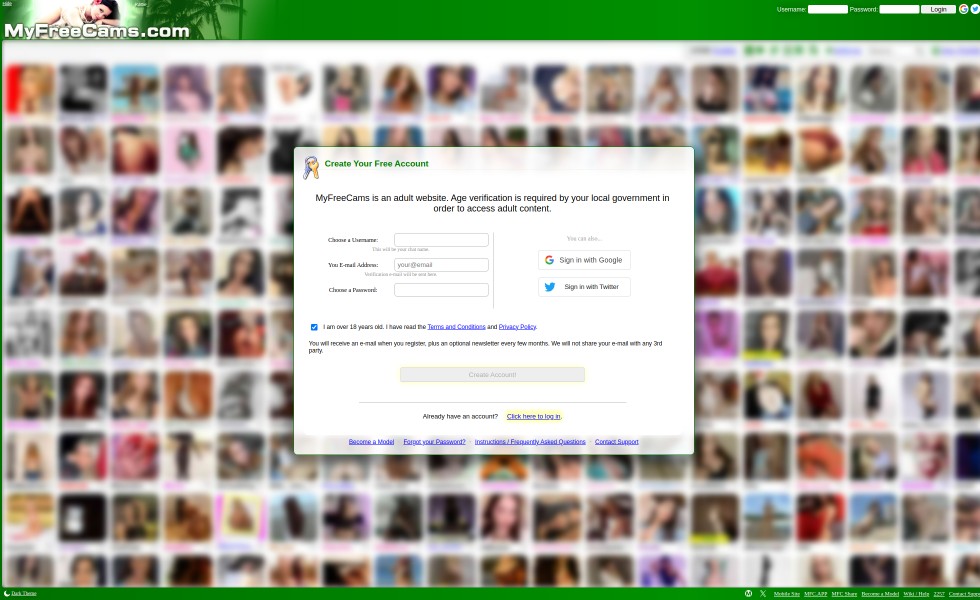 Username: Password: Login
MyFreeCams.com
Create Your Free Account
MyFreeCams is an adult website. Age verification is required by your local government in
order to access adult content.
Choose a Username:
This will be your chat name.
You E-mail Address: your@email
Verification e-mail will be sent here.
Choose a Password:
You can also...
Sign in with Google
Sign in with Twitter
I am over 18 years old. I have read the Terms and Conditions and Privacy Policy.
You will receive an e-mail when you register, plus an optional newsletter every few months. We will not share your e-mail with any 3rd
party.
Create Account!
Already have an account? Click here to log in.
Become a Model Forgot your Password? - Instructions / Frequently Asked Questions - Contact Support
Dark Theme
Mobile Site MFC.APP MFC Share Become a Model Wiki / Help 2257 Contact